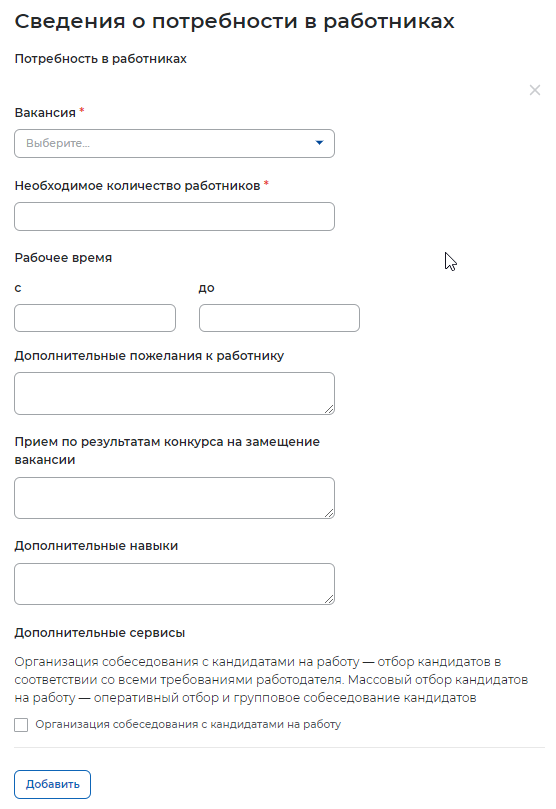 Сведения о потребности в работниках
Потребность в работниках
Вакансия *
Выберите...
Необходимое количество работников *
Рабочее время
с до
Дополнительные пожелания к работнику
Прием по результатам конкурса на замещение
вакансии
Дополнительные навыки
Дополнительные сервисы
Организация собеседования с кандидатами на работу — отбор кандидатов в
соответствии со всеми требованиями работодателя. Массовый отбор кандидатов
на работу — оперативный отбор и групповое собеседование кандидатов
Организация собеседования с кандидатами на работу
Добавить